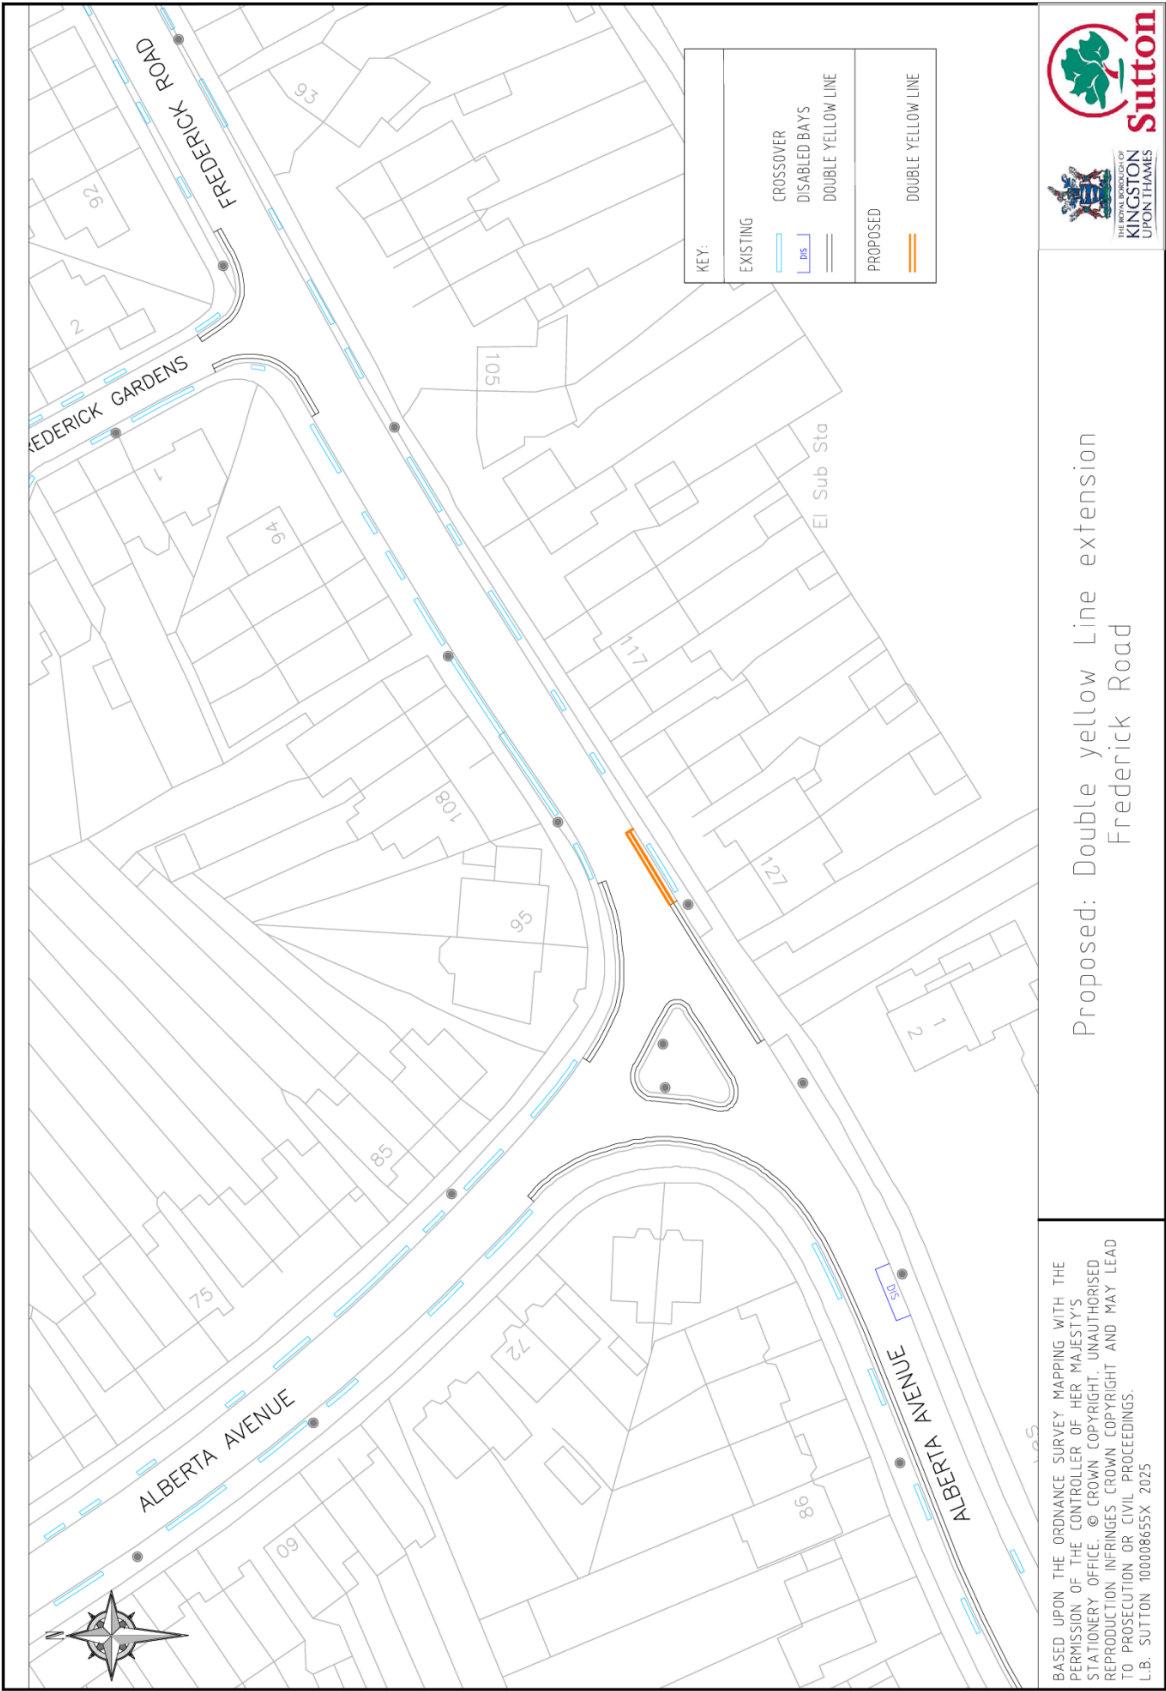 FREDERICK ROAD
93
92
2
REDERICK GARDENS
1
94
105
El Sub Sta
117
108
95
127
1
2
85
75
72
60
86
ALBERTA AVENUE
ALBERTA AVENUE
DIS
N
KEY:
EXISTING
CROSSOVER
DIS
DISABLED BAYS
DOUBLE YELLOW LINE
PROPOSED
DOUBLE YELLOW LINE
BASED UPON THE ORDNANCE SURVEY MAPPING WITH THE
PERMISSION OF THE CONTROLLER OF HER MAJESTY'S
STATIONERY OFFICE. © CROWN COPYRIGHT. UNAUTHORISED
REPRODUCTION INFRINGES CROWN COPYRIGHT AND MAY LEAD
TO PROSECUTION OR CIVIL PROCEEDINGS.
L.B. SUTTON 100008655X 2025
Proposed: Double yellow Line extension
Frederick Road
THE ROYAL BOROUGH OF
KINGSTON
UPON THAMES
Sutton